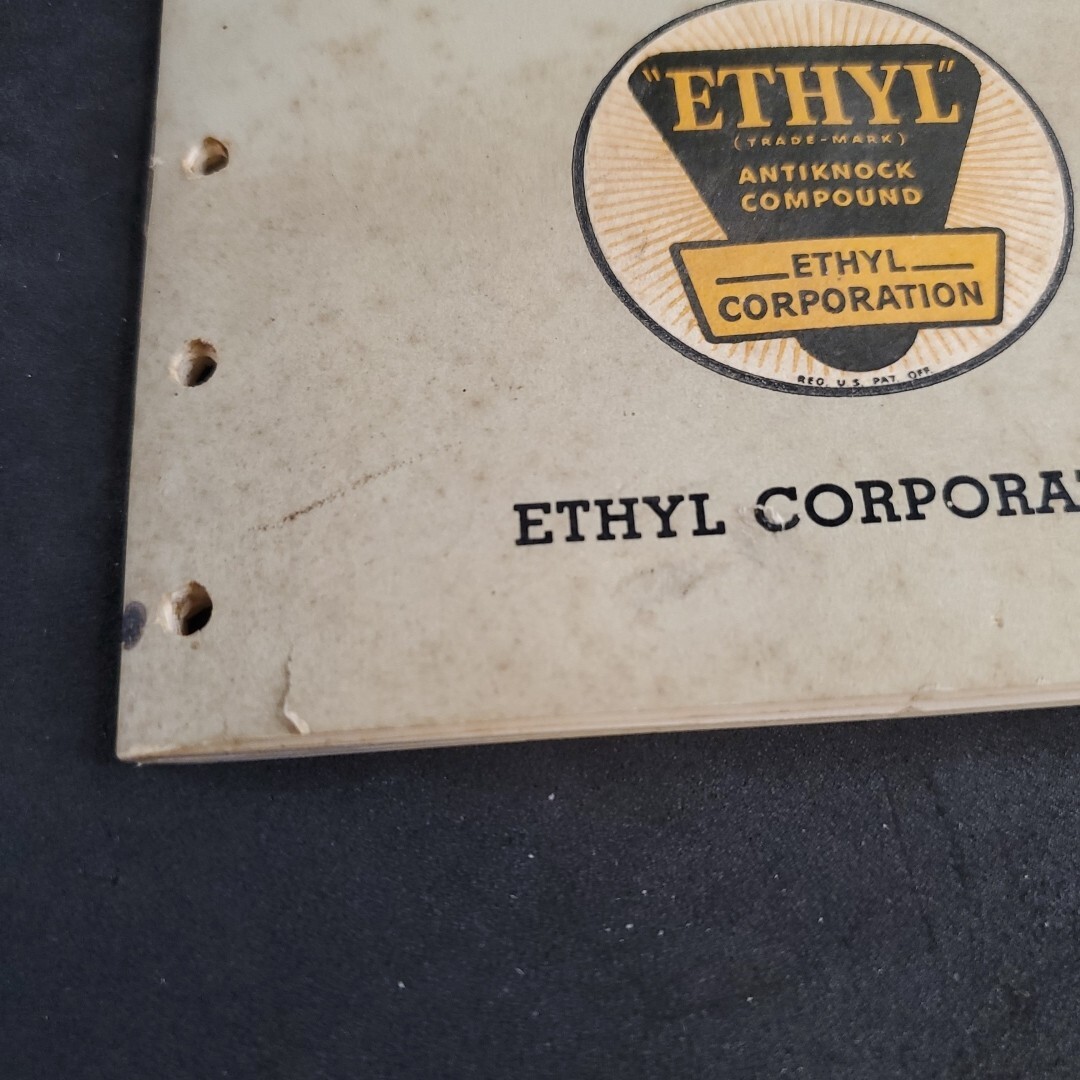 "ETHYL"
(TRADE-MARK)
ANTIKNOCK
COMPOUND
ETHYL
CORPORATION
REG. U.S. PAT. OFF.
ETHYL CORPORA